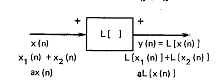 + L[ ] +
x(n) y(n) = L[x(n)]
x₁(n) + x₂(n) L[x₁(n)]+L[x₂(n)]
ax(n) aL[x(n)]